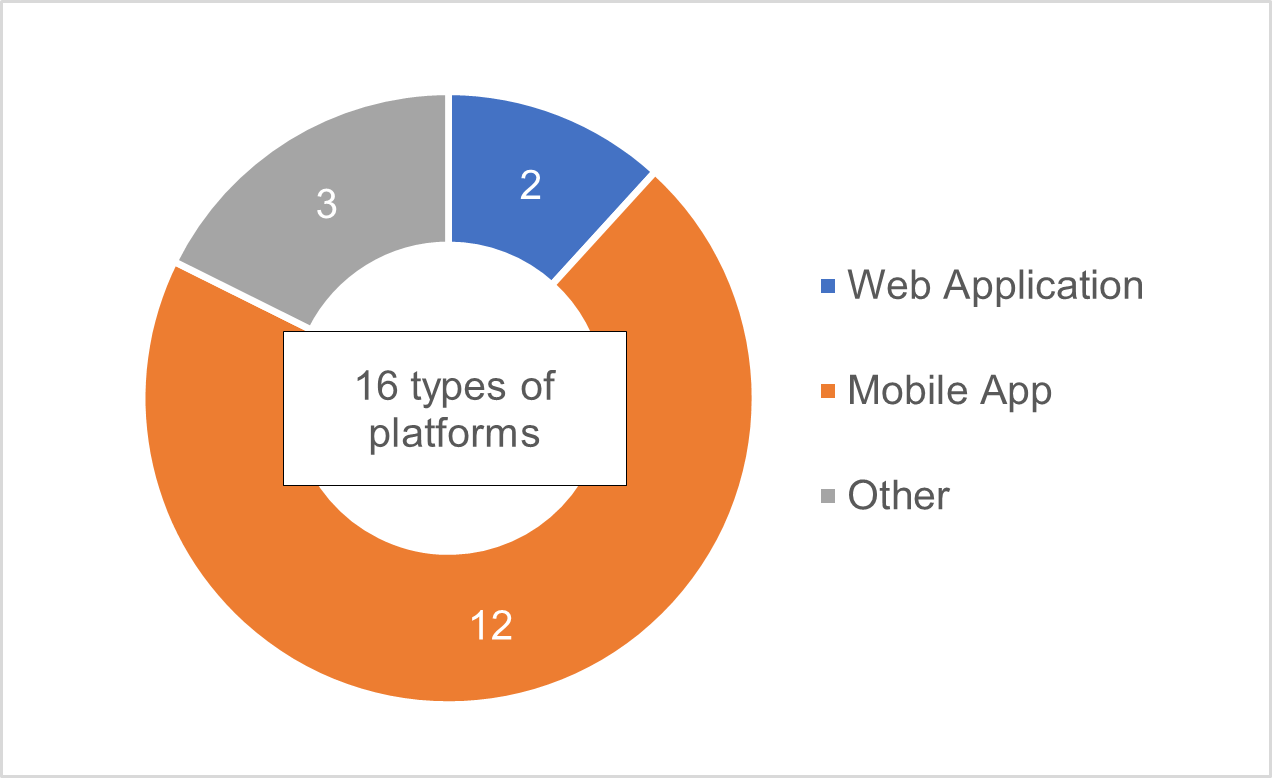 3
2
16 types of
platforms
12
Web Application
Mobile App
Other